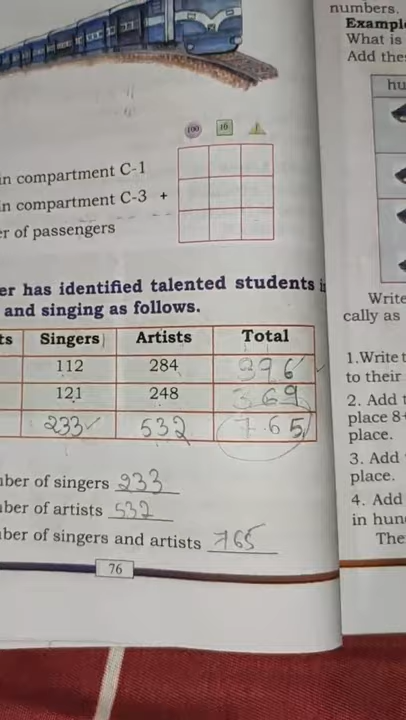 numbers.
Example
What is
Add the
hu
100 10 1
in compartment C-1
in compartment C-3 +
er of passengers
er has identified talented students i
and singing as follows.
ts Singers Artists Total
112 284 396
121 248 369
233 532 765
ber of singers 233
ber of artists 532
ber of singers and artists 765
76
Write
cally as
1.Write t
to their
2. Add t
place 8+
place.
3. Add
place.
4. Add
in hun
The